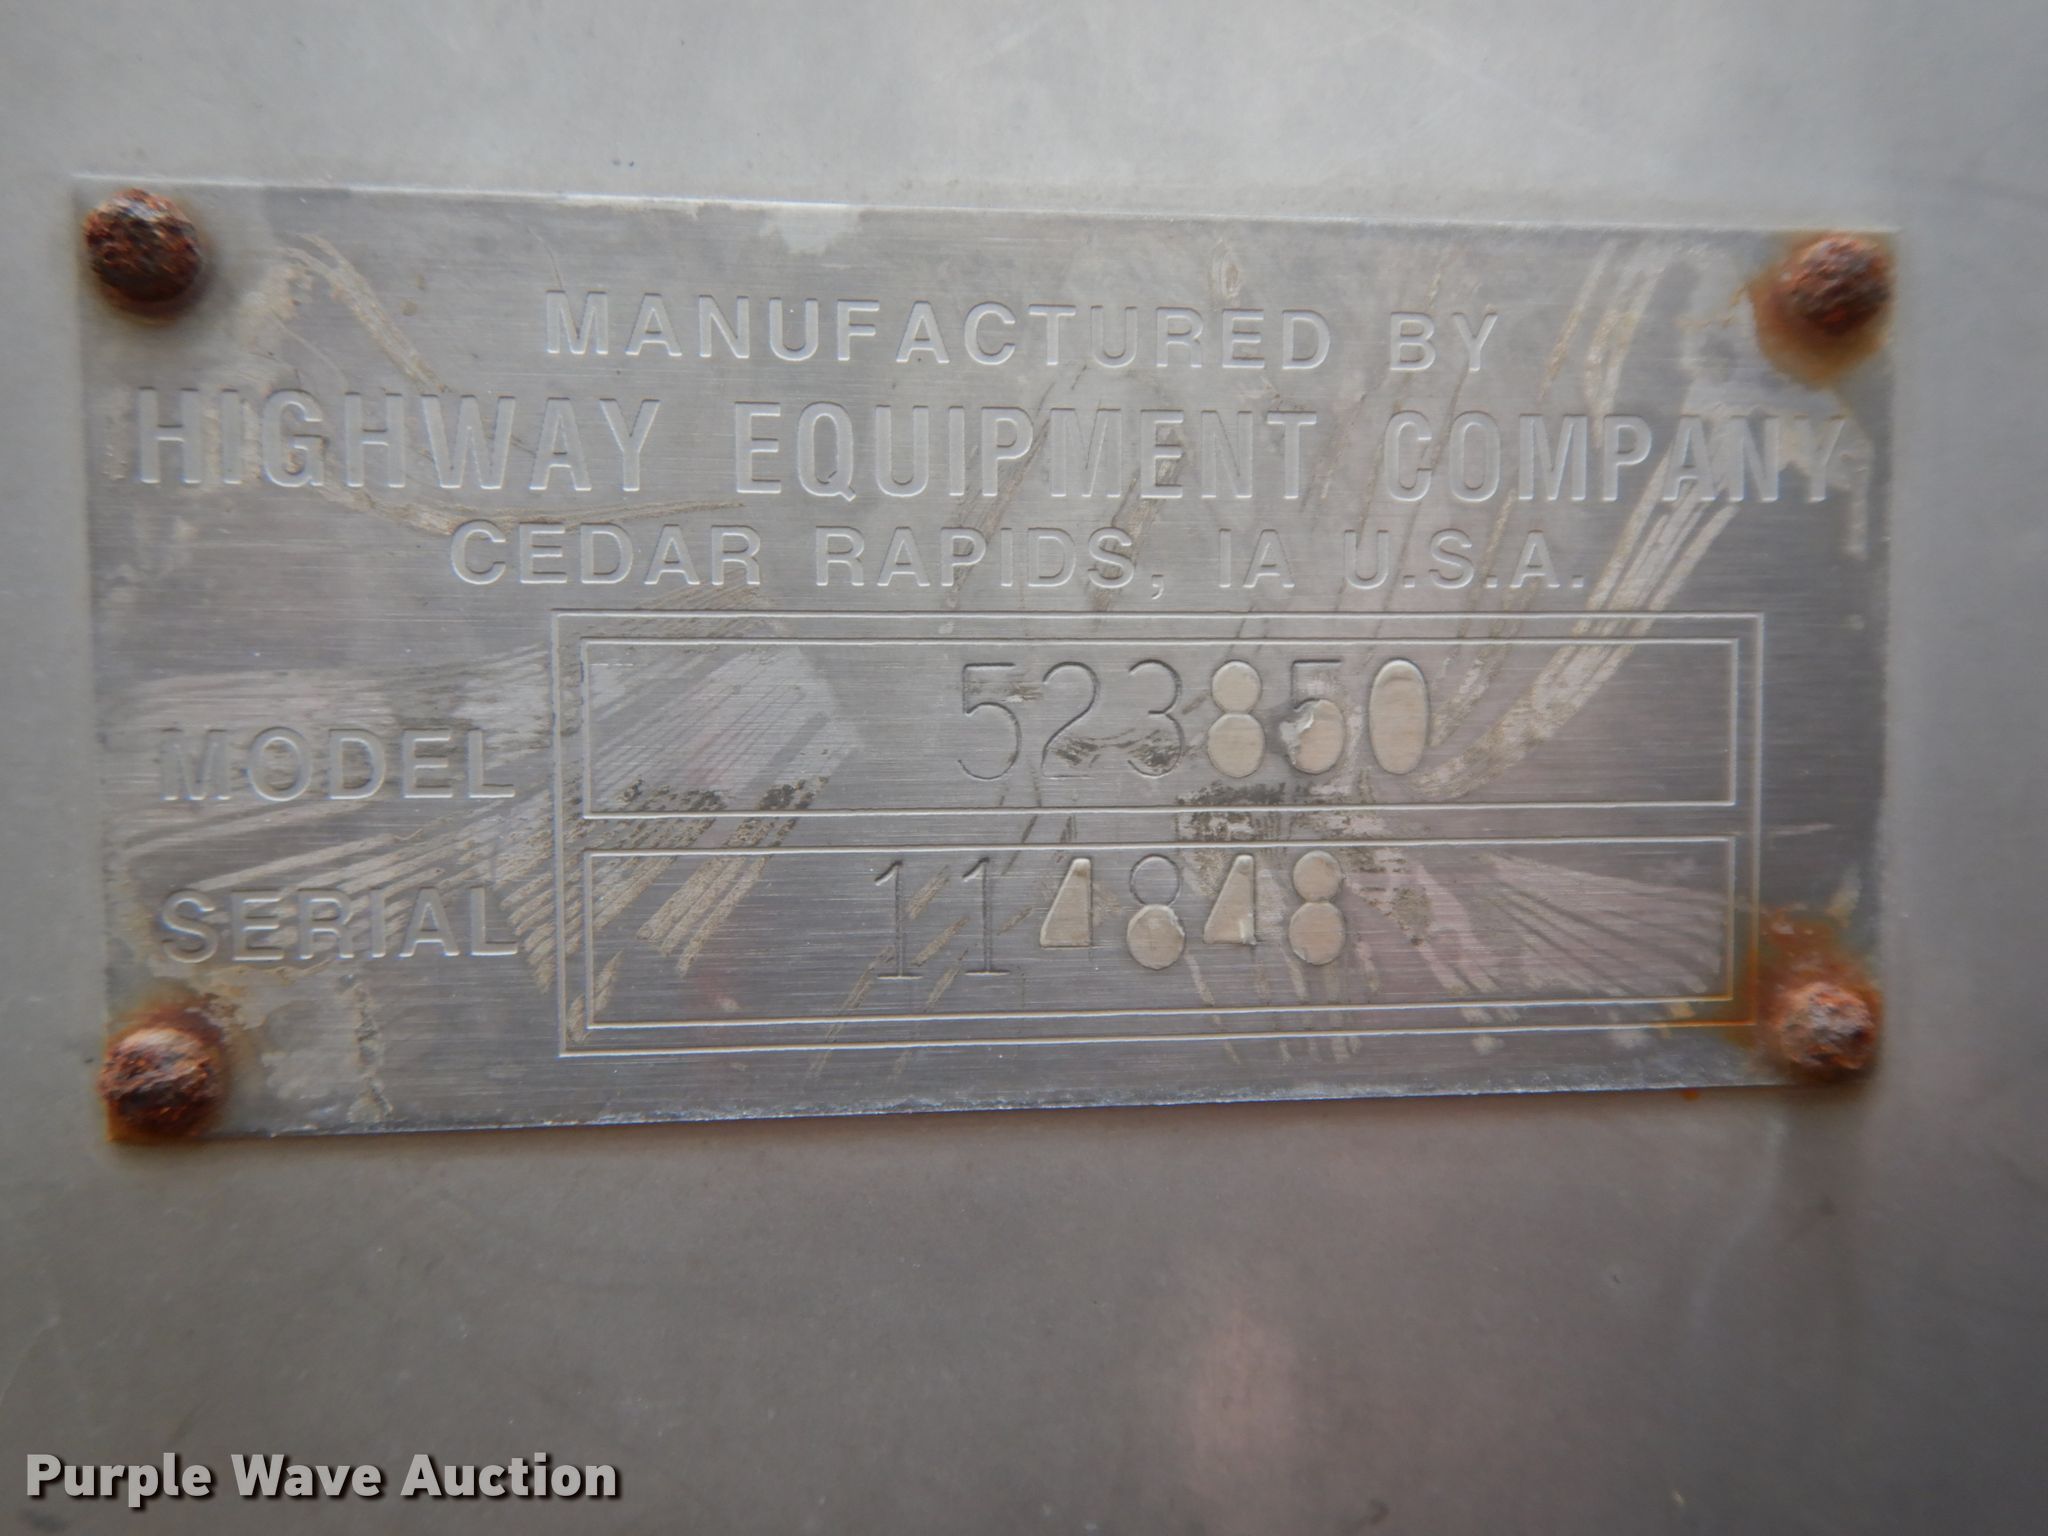 MANUFACTURED BY
HIGHWAY EQUIPMENT COMPANY
CEDAR RAPIDS, IA U.S.A.
MODEL 523850
SERIAL 114848
Purple Wave Auction